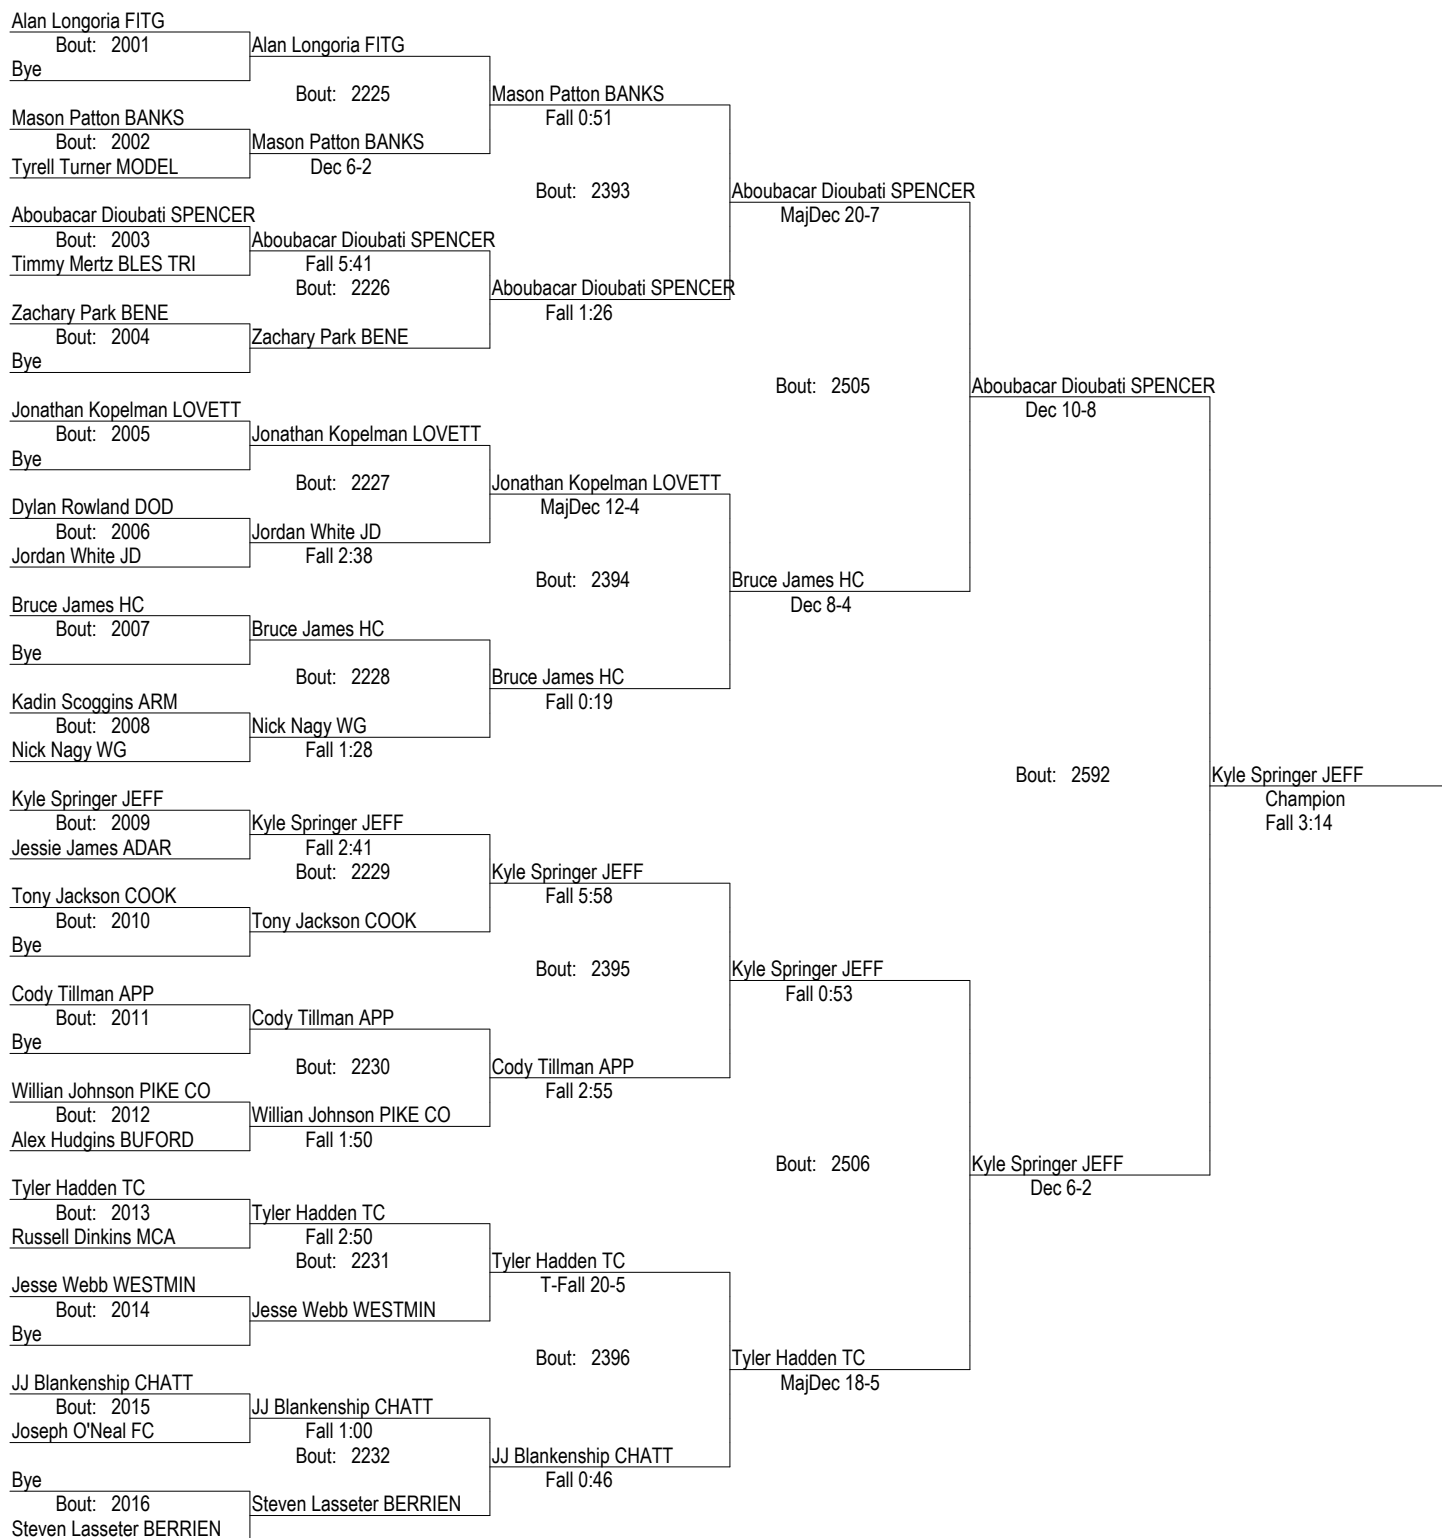 Alan Longoria FITG
Bout: 2001
Alan Longoria FITG
Bye
Bout: 2225
Mason Patton BANKS
Mason Patton BANKS
Fall 0:51
Bout: 2002
Mason Patton BANKS
Tyrell Turner MODEL
Dec 6-2
Bout: 2393
Aboubacar Dioubati SPENCER
Aboubacar Dioubati SPENCER
MajDec 20-7
Bout: 2003
Aboubacar Dioubati SPENCER
Timmy Mertz BLES TRI
Fall 5:41
Bout: 2226
Aboubacar Dioubati SPENCER
Zachary Park BENE
Fall 1:26
Bout: 2004
Zachary Park BENE
Bye
Bout: 2505
Aboubacar Dioubati SPENCER
Jonathan Kopelman LOVETT
Dec 10-8
Bout: 2005
Jonathan Kopelman LOVETT
Bye
Bout: 2227
Jonathan Kopelman LOVETT
Dylan Rowland DOD
MajDec 12-4
Bout: 2006
Jordan White JD
Jordan White JD
Fall 2:38
Bout: 2394
Bruce James HC
Bruce James HC
Dec 8-4
Bout: 2007
Bruce James HC
Bye
Bout: 2228
Bruce James HC
Kadin Scoggins ARM
Fall 0:19
Bout: 2008
Nick Nagy WG
Nick Nagy WG
Fall 1:28
Bout: 2592
Kyle Springer JEFF
Kyle Springer JEFF
Champion
Bout: 2009
Kyle Springer JEFF
Fall 3:14
Jessie James ADAR
Fall 2:41
Bout: 2229
Kyle Springer JEFF
Tony Jackson COOK
Fall 5:58
Bout: 2010
Tony Jackson COOK
Bye
Bout: 2395
Kyle Springer JEFF
Cody Tillman APP
Fall 0:53
Bout: 2011
Cody Tillman APP
Bye
Bout: 2230
Cody Tillman APP
Willian Johnson PIKE CO
Fall 2:55
Bout: 2012
Willian Johnson PIKE CO
Alex Hudgins BUFORD
Fall 1:50
Bout: 2506
Kyle Springer JEFF
Tyler Hadden TC
Dec 6-2
Bout: 2013
Tyler Hadden TC
Russell Dinkins MCA
Fall 2:50
Bout: 2231
Tyler Hadden TC
Jesse Webb WESTMIN
T-Fall 20-5
Bout: 2014
Jesse Webb WESTMIN
Bye
Bout: 2396
Tyler Hadden TC
JJ Blankenship CHATT
MajDec 18-5
Bout: 2015
JJ Blankenship CHATT
Joseph O'Neal FC
Fall 1:00
Bout: 2232
JJ Blankenship CHATT
Bye
Fall 0:46
Bout: 2016
Steven Lasseter BERRIEN
Steven Lasseter BERRIEN